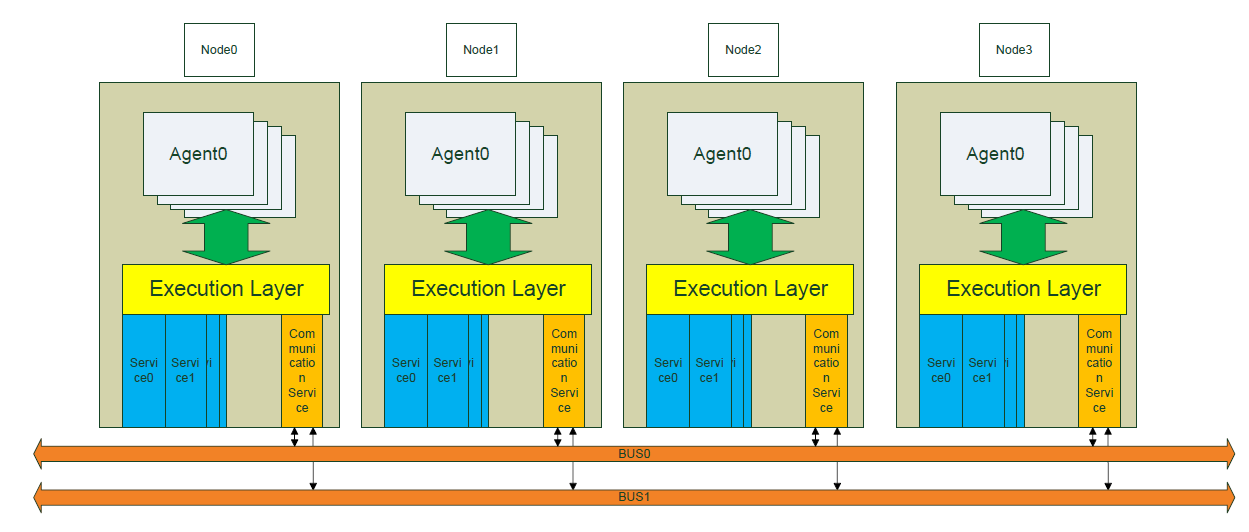 Node0
Node1
Node2
Node3
Agent0
Agent0
Agent0
Agent0
Execution Layer
Execution Layer
Execution Layer
Execution Layer
Servi
ce0
Servi
ce1
Com
muni
catio
n
Servi
ce
Servi
ce0
Servi
ce1
Com
muni
catio
n
Servi
ce
Servi
ce0
Servi
ce1
Com
muni
catio
n
Servi
ce
Servi
ce0
Servi
ce1
Com
muni
catio
n
Servi
ce
BUS0
BUS1